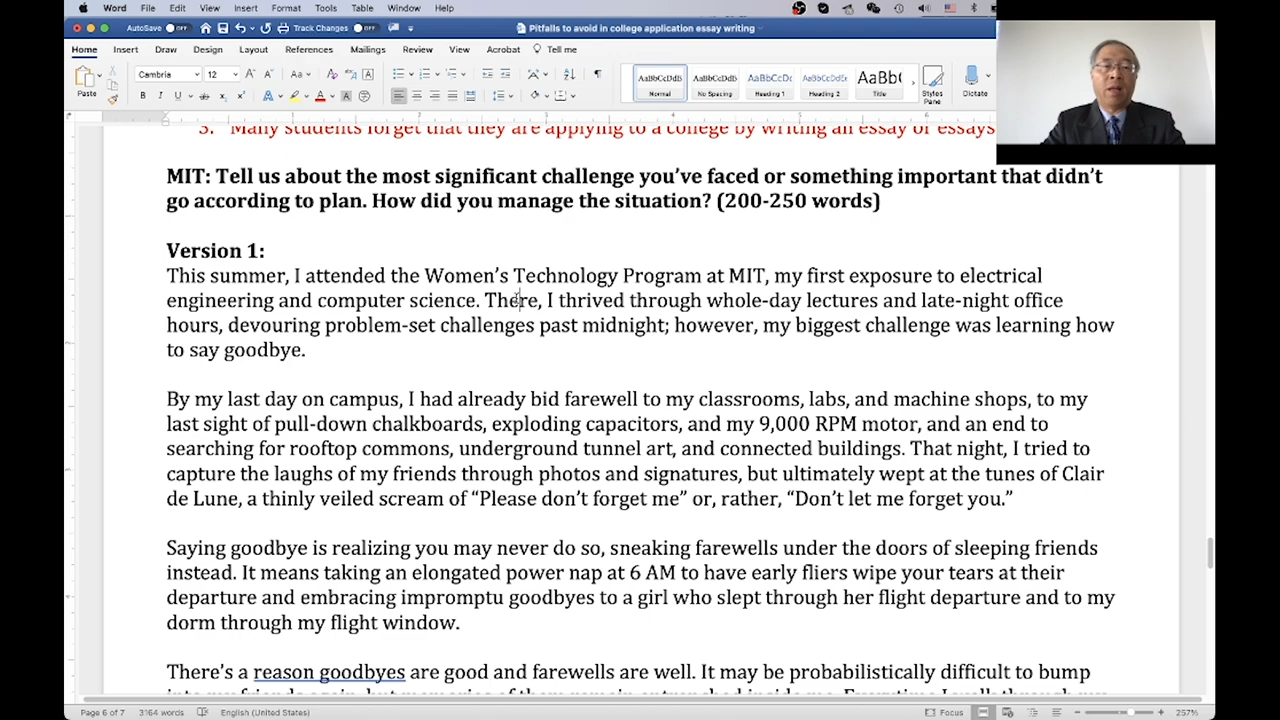 Word File Edit View Insert Format Tools Table Window Help
AutoSave OFF Track Changes OFF Pitfalls to avoid in college application essay writing
Home Insert Draw Design Layout References Mailings Review View Acrobat Tell me
Paste Cambria 12 Aa AaBbCcDdE Normal AaBbCcDdE No Spacing AaBbCcDc Heading 1 AaBbCcDdEe Heading 2 AaBb( Title Styles Pane Dictate
3. Many students forget that they are applying to a college by writing an essay or essays
MIT: Tell us about the most significant challenge you’ve faced or something important that didn’t
go according to plan. How did you manage the situation? (200-250 words)
Version 1:
This summer, I attended the Women’s Technology Program at MIT, my first exposure to electrical
engineering and computer science. There, I thrived through whole-day lectures and late-night office
hours, devouring problem-set challenges past midnight; however, my biggest challenge was learning how
to say goodbye.
By my last day on campus, I had already bid farewell to my classrooms, labs, and machine shops, to my
last sight of pull-down chalkboards, exploding capacitors, and my 9,000 RPM motor, and an end to
searching for rooftop commons, underground tunnel art, and connected buildings. That night, I tried to
capture the laughs of my friends through photos and signatures, but ultimately wept at the tunes of Clair
de Lune, a thinly veiled scream of “Please don’t forget me” or, rather, “Don’t let me forget you.”
Saying goodbye is realizing you may never do so, sneaking farewells under the doors of sleeping friends
instead. It means taking an elongated power nap at 6 AM to have early fliers wipe your tears at their
departure and embracing impromptu goodbyes to a girl who slept through her flight departure and to my
dorm through my flight window.
There’s a reason goodbyes are good and farewells are well. It may be probabilistically difficult to bump
Page 6 of 7 3164 words English (United States) Focus 257%